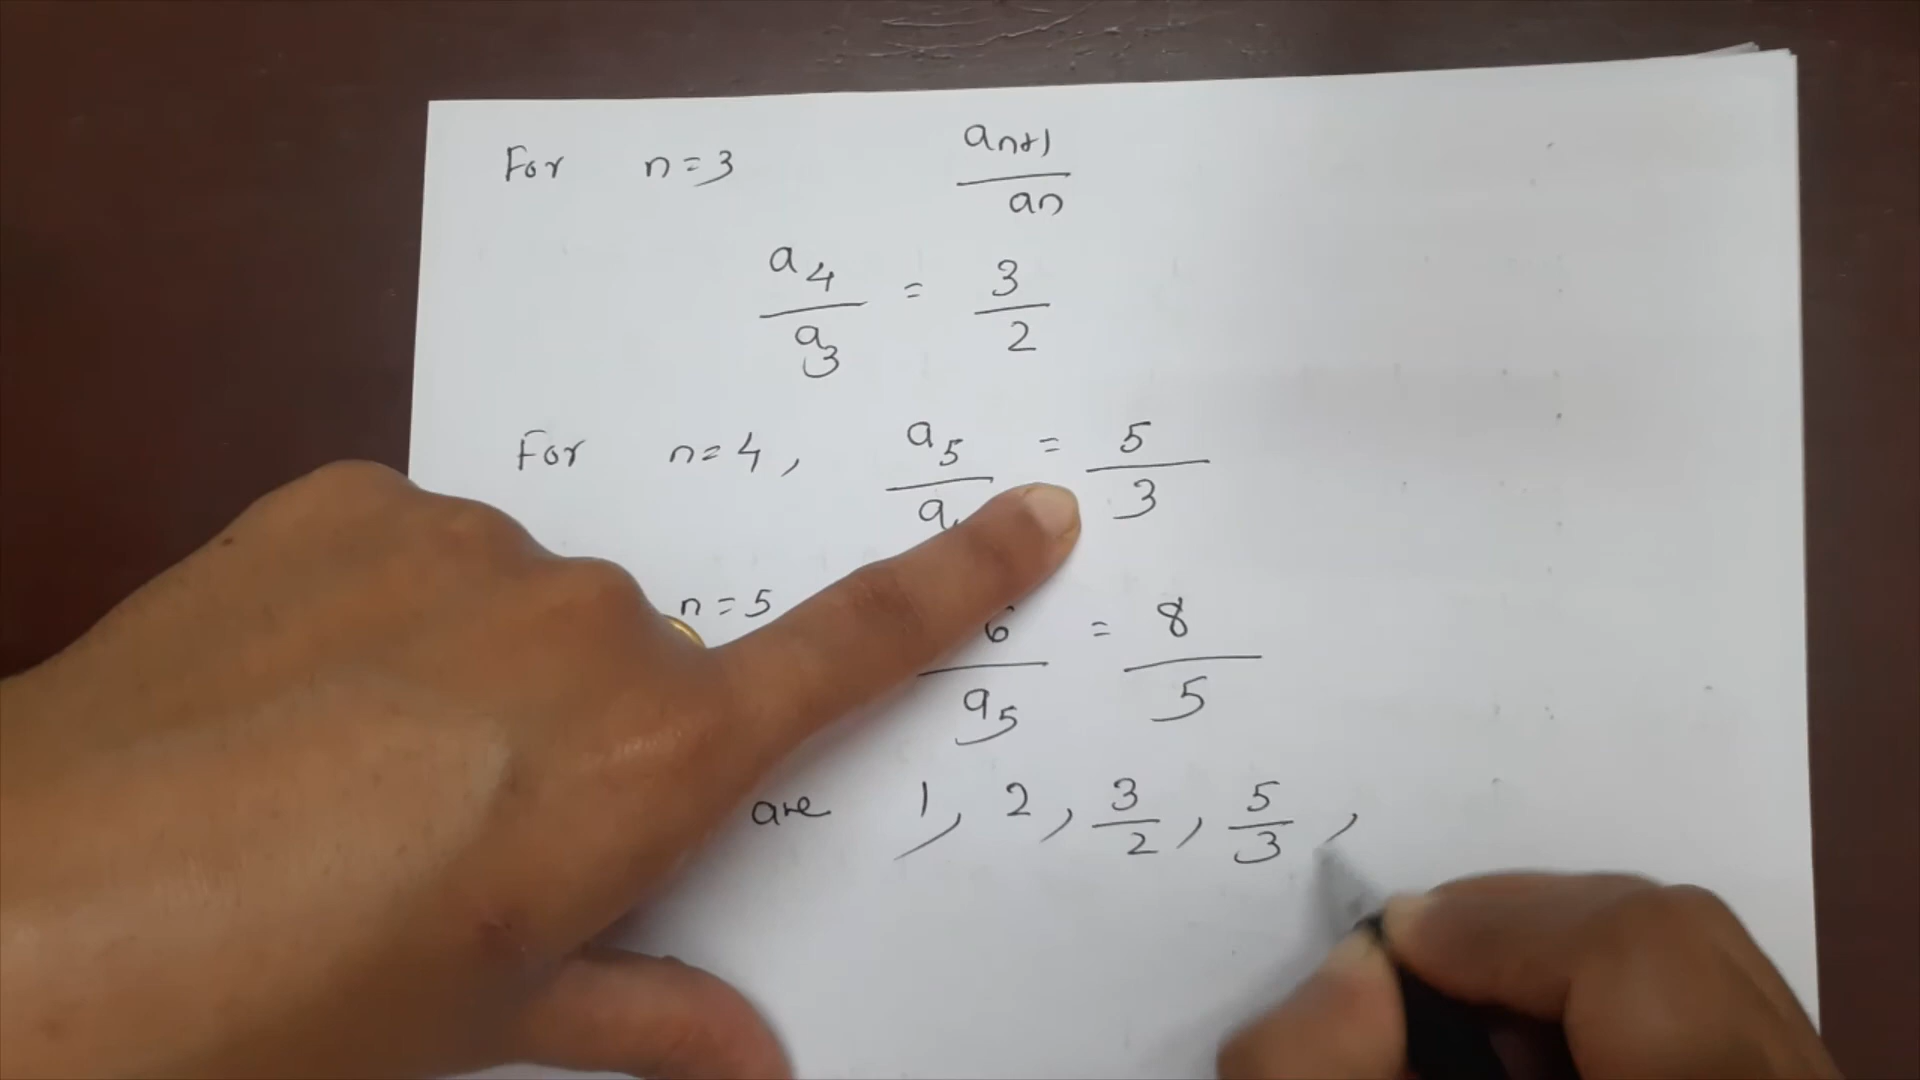 For n=3 an+1/an
a4/a3 = 3/2
For n=4, a5/a = 5/3
n=5 6/a5 = 8/5
are 1, 2, 3/2, 5/3,